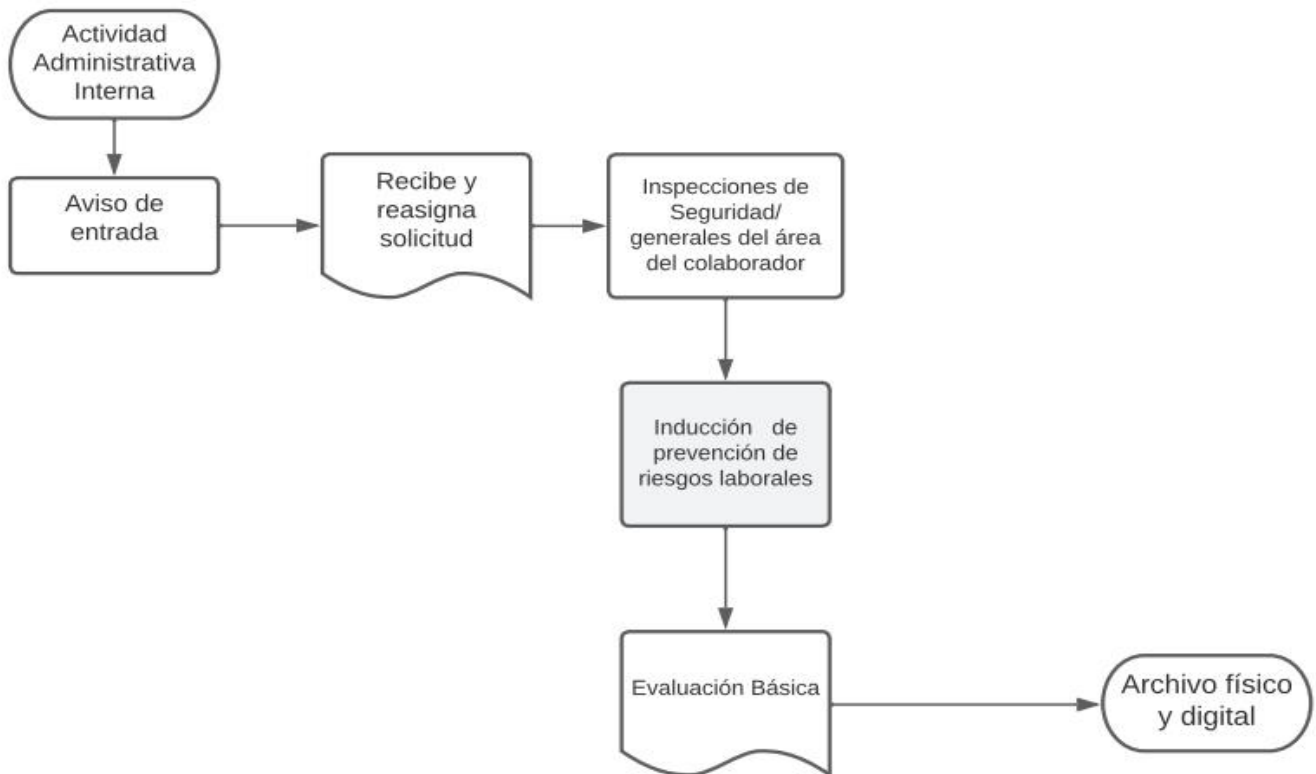 Actividad
Administrativa
Interna
Aviso de
entrada
Recibe y
reasigna
solicitud
Inspecciones de
Seguridad/
generales del área
del colaborador
Inducción de
prevención de
riesgos laborales
Evaluación Básica
Archivo físico
y digital